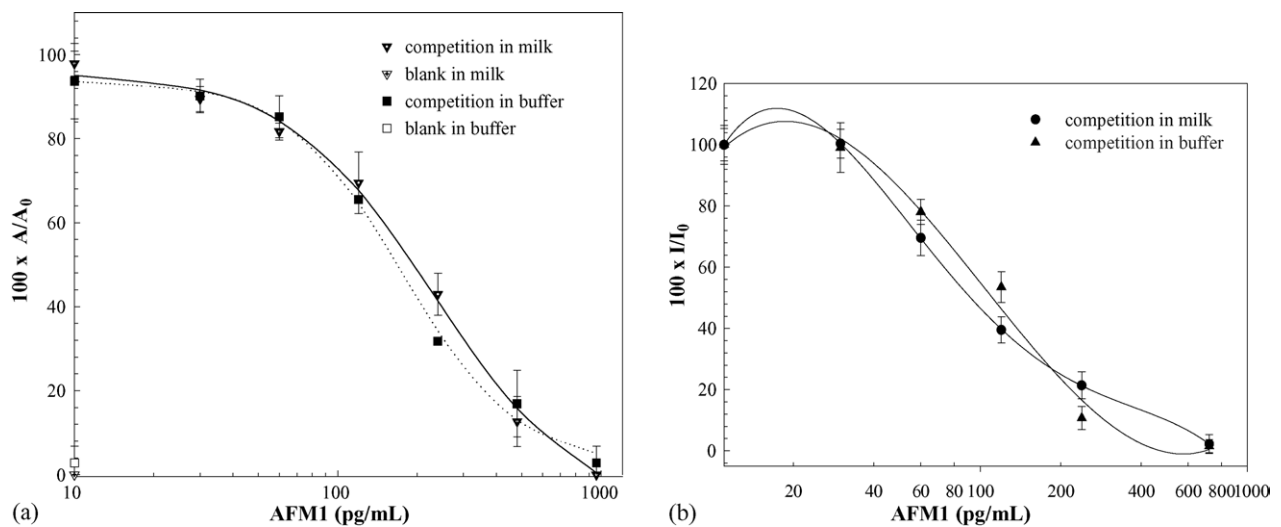 100 x A/A0
100
80
60
40
20
0
10
100
1000
AFM1 (pg/mL)
competition in milk
blank in milk
competition in buffer
blank in buffer
(a)
100 x I/I0
120
100
80
60
40
20
0
20
40
60
80
100
200
400
600
800
1000
AFM1 (pg/mL)
competition in milk
competition in buffer
(b)